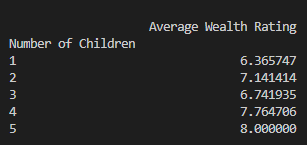 Average Wealth Rating
Number of Children
1 6.365747
2 7.141414
3 6.741935
4 7.764706
5 8.000000